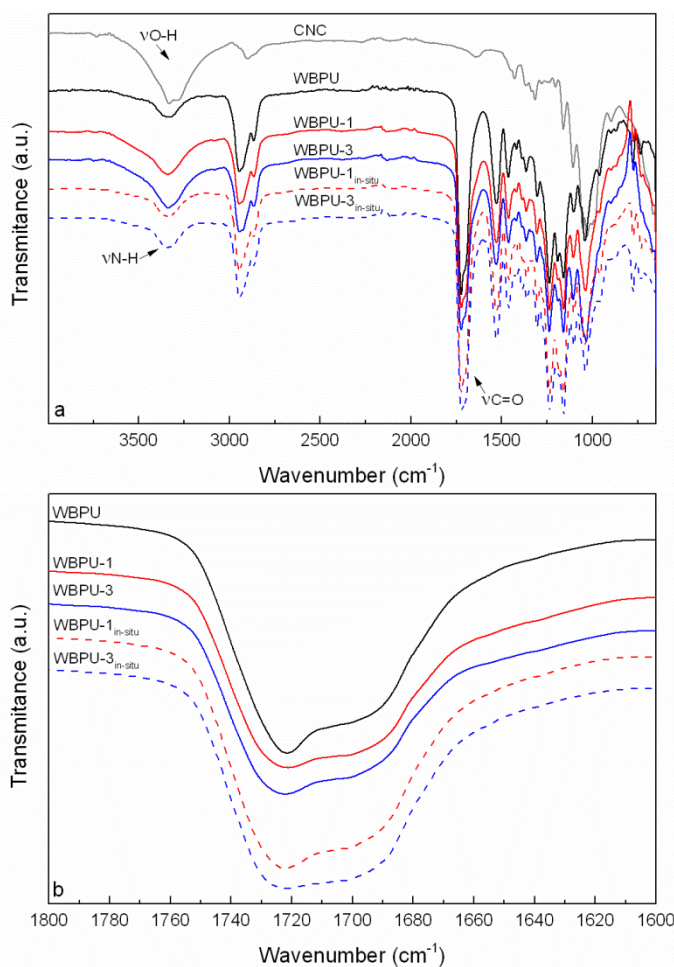 CNC
νO-H
WBPU
WBPU-1
WBPU-3
WBPU-1in-situ
WBPU-3in-situ
νN-H
νC=O
a
Transmitance (a.u.)
3500 3000 2500 2000 1500 1000
Wavenumber (cm-1)
WBPU
WBPU-1
WBPU-3
WBPU-1in-situ
WBPU-3in-situ
b
Transmitance (a.u.)
1800 1780 1760 1740 1720 1700 1680 1660 1640 1620 1600
Wavenumber (cm-1)